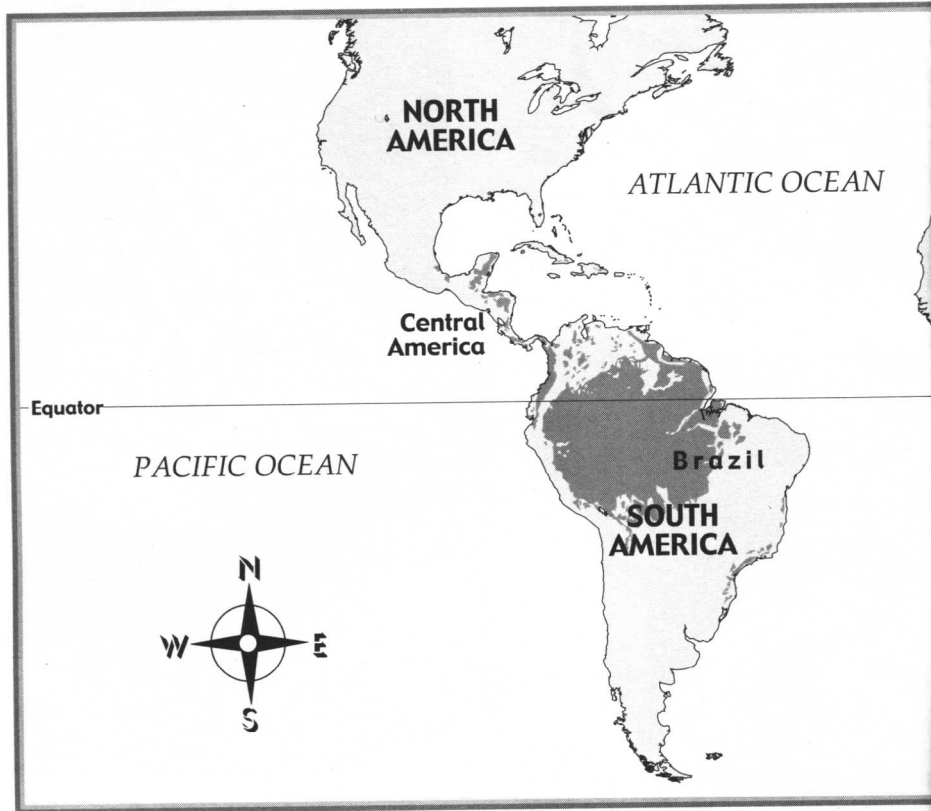 NORTH
AMERICA
ATLANTIC OCEAN
Central
America
Equator
PACIFIC OCEAN
Brazil
SOUTH
AMERICA
N
W
E
S